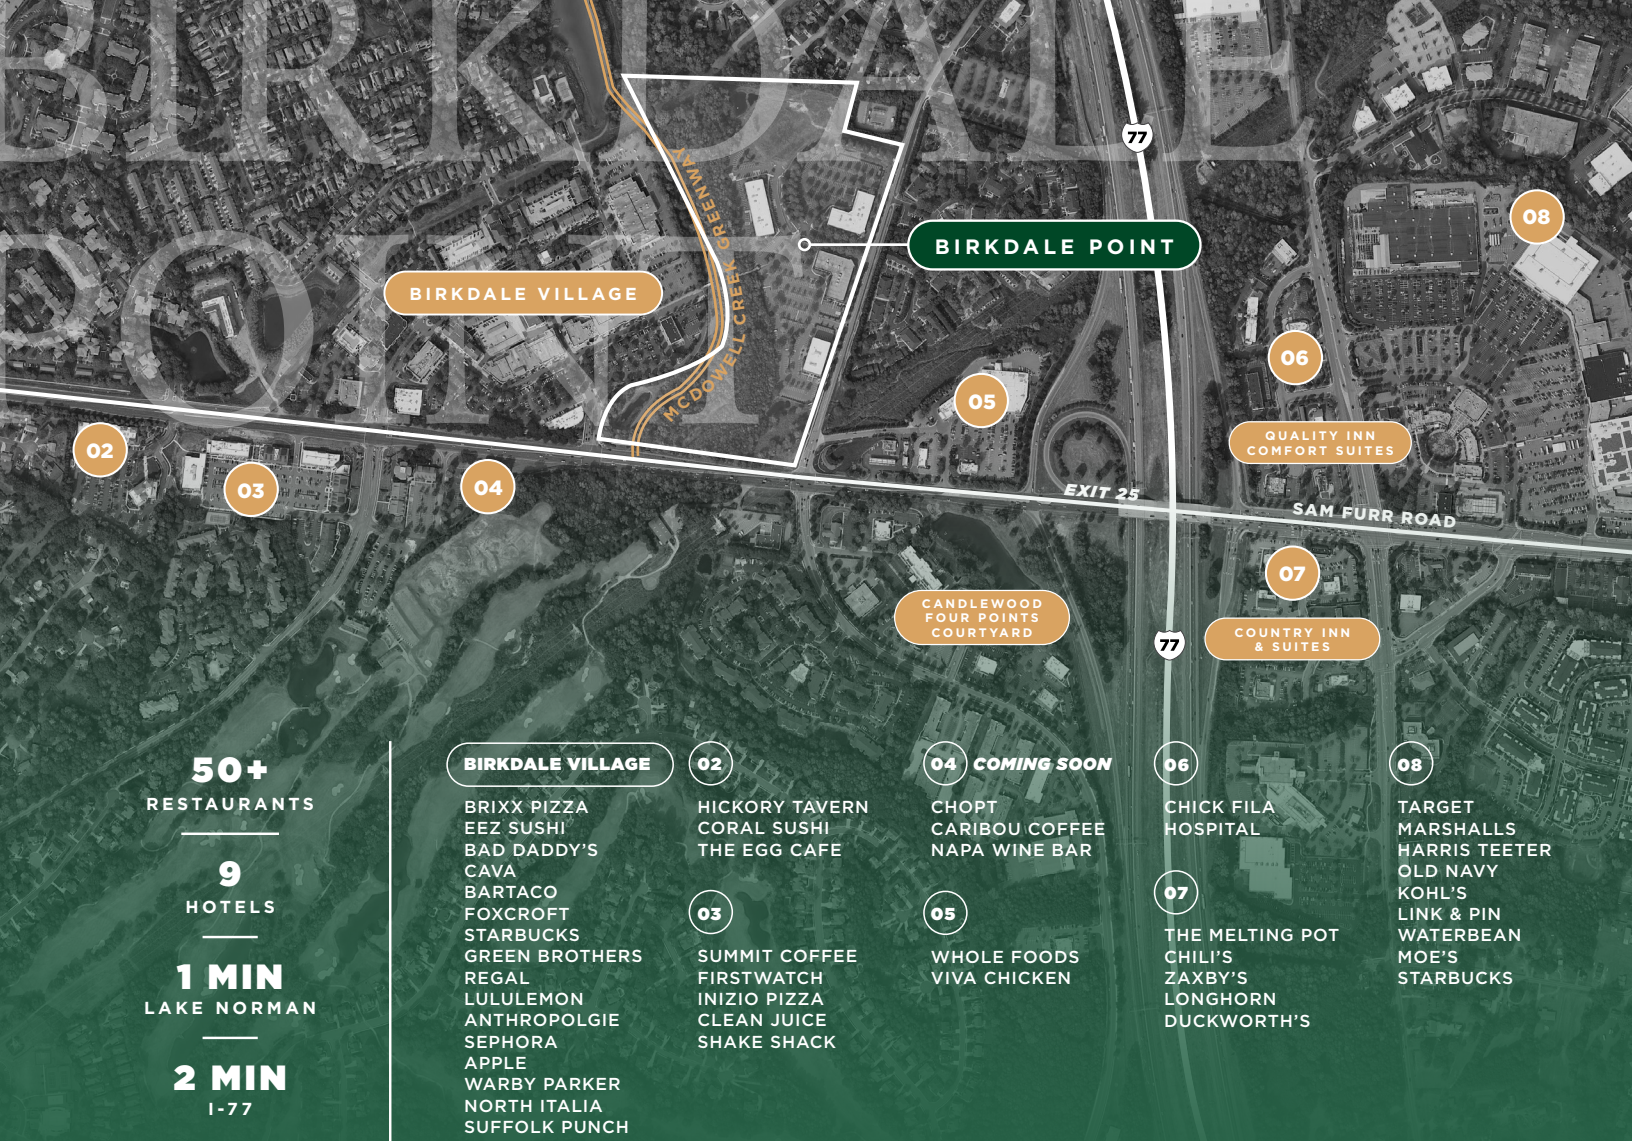 BIRKDALE
POINT
77
BIRKDALE POINT
MCDOWELL CREEK GREENWAY
BIRKDALE VILLAGE
08
06
05
02
03
04
QUALITY INN
COMFORT SUITES
EXIT 25
SAM FURR ROAD
07
CANDLEWOOD
FOUR POINTS
COURTYARD
77
COUNTRY INN
& SUITES
50+
RESTAURANTS
9
HOTELS
1 MIN
LAKE NORMAN
2 MIN
I-77
BIRKDALE VILLAGE
BRIXX PIZZA
EEZ SUSHI
BAD DADDY'S
CAVA
BARTACO
FOXCROFT
STARBUCKS
GREEN BROTHERS
REGAL
LULULEMON
ANTHROPOLGIE
SEPHORA
APPLE
WARBY PARKER
NORTH ITALIA
SUFFOLK PUNCH
02
HICKORY TAVERN
CORAL SUSHI
THE EGG CAFE
03
SUMMIT COFFEE
FIRSTWATCH
INIZIO PIZZA
CLEAN JUICE
SHAKE SHACK
04 COMING SOON
CHOPT
CARIBOU COFFEE
NAPA WINE BAR
05
WHOLE FOODS
VIVA CHICKEN
06
CHICK FILA
HOSPITAL
07
THE MELTING POT
CHILI'S
ZAXBY'S
LONGHORN
DUCKWORTH'S
08
TARGET
MARSHALLS
HARRIS TEETER
OLD NAVY
KOHL'S
LINK & PIN
WATERBEAN
MOE'S
STARBUCKS